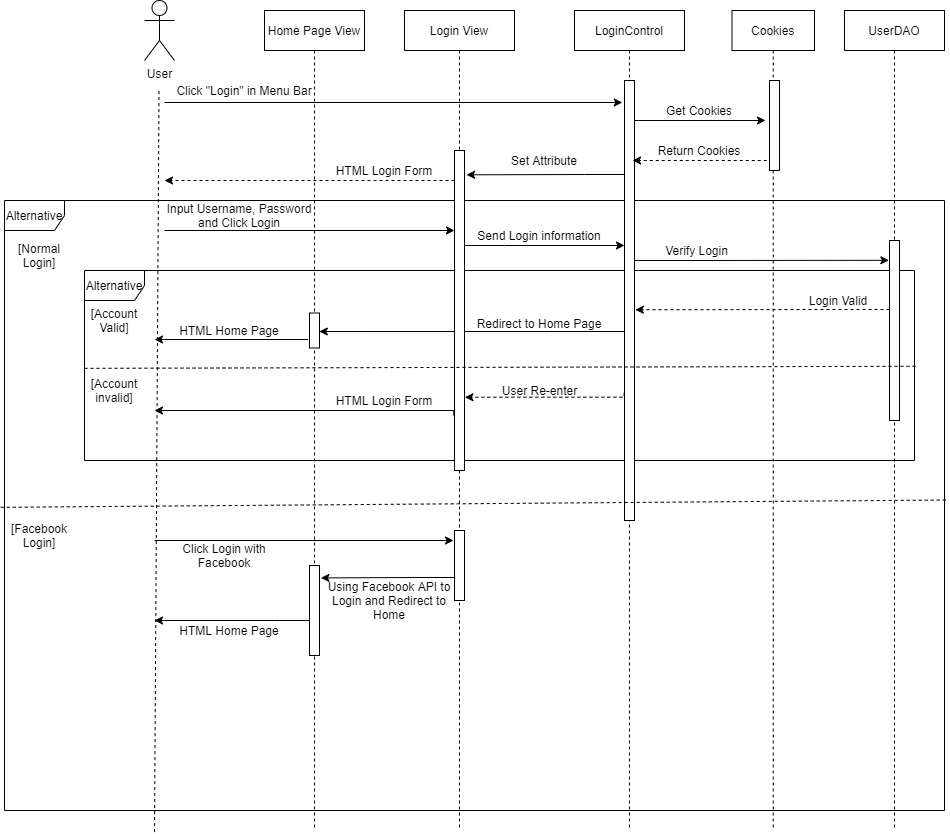 Home Page View
Login View
LoginControl
Cookies
UserDAO
User
Click "Login" in Menu Bar
Get Cookies
Return Cookies
Set Attribute
HTML Login Form
Alternative
Input Username, Password
and Click Login
[Normal
Login]
Send Login information
Verify Login
Alternative
Login Valid
[Account
Valid]
HTML Home Page
Redirect to Home Page
[Account
invalid]
User Re-enter
HTML Login Form
[Facebook
Login]
Click Login with
Facebook
Using Facebook API to
Login and Redirect to
Home
HTML Home Page